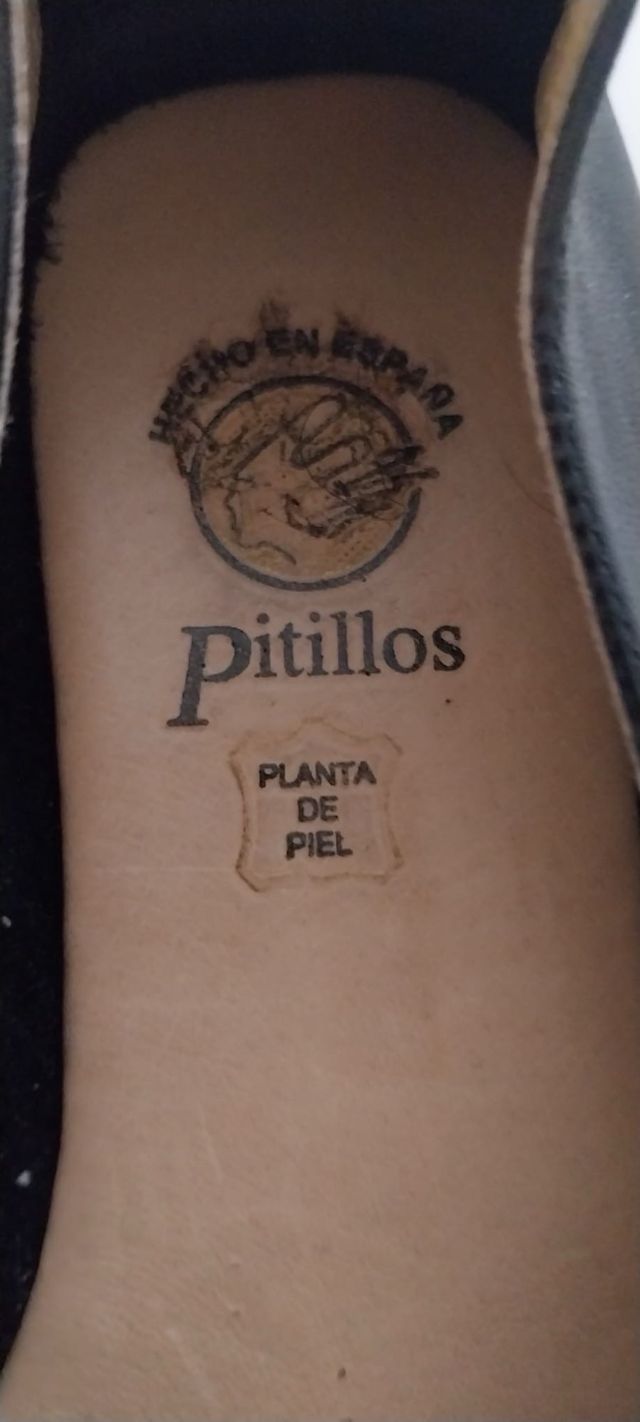 HECHO EN ESPAÑA
Pitillos
PLANTA
DE
PIEL